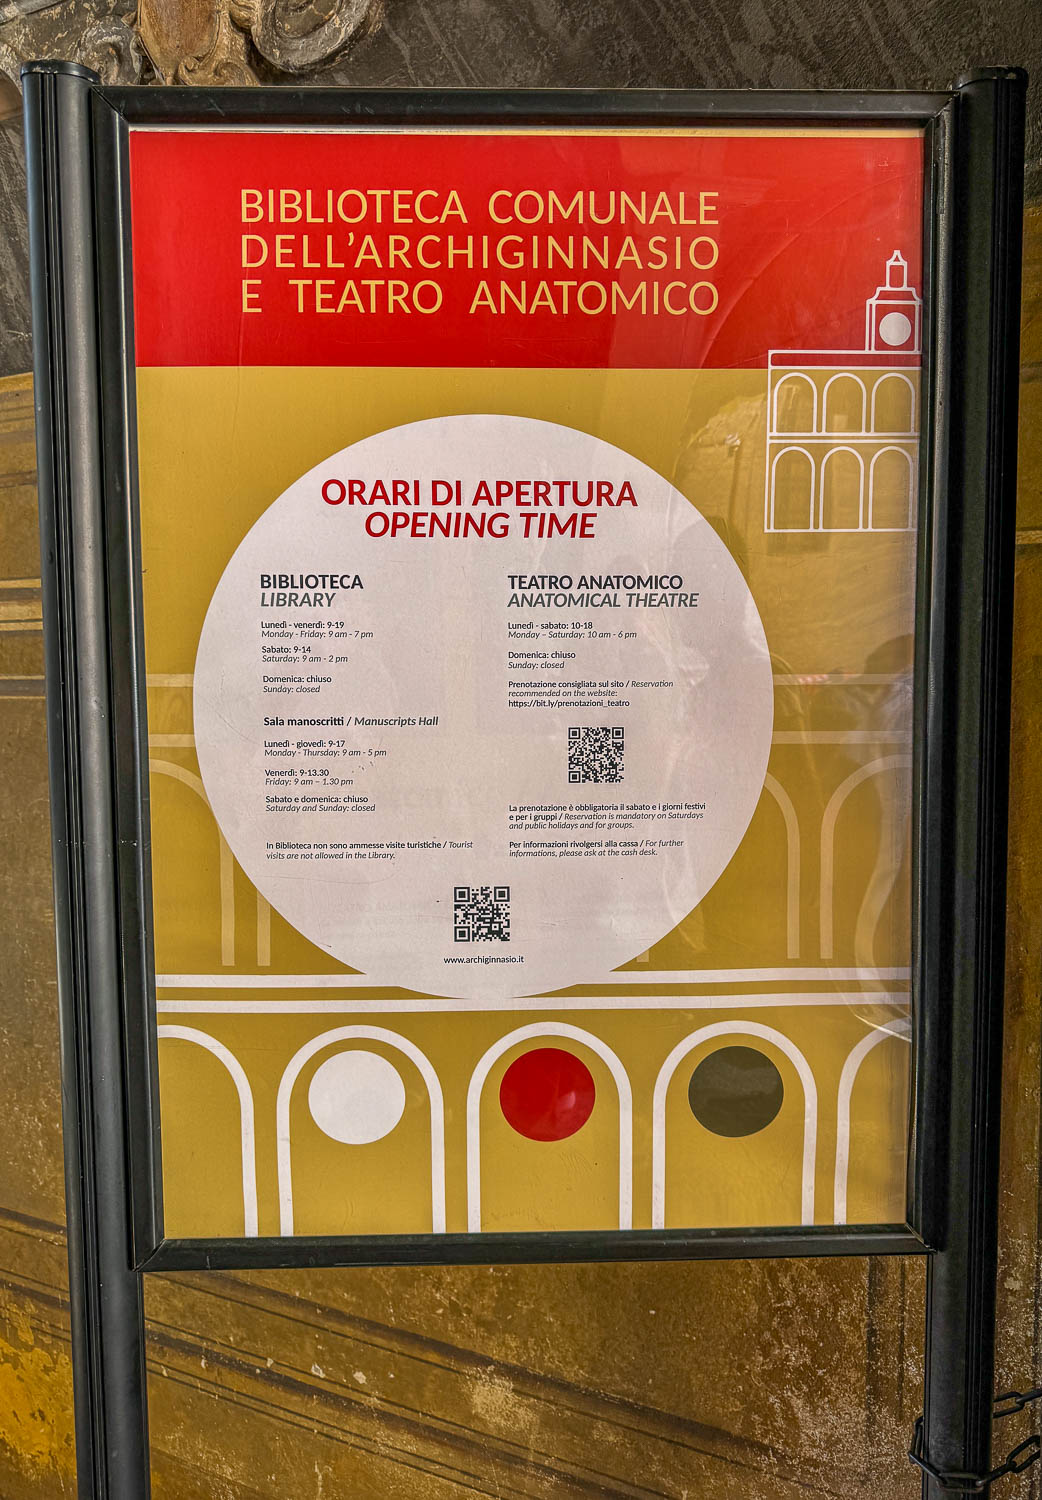 BIBLIOTECA COMUNALE
DELL'ARCHIGINNASIO
E TEATRO ANATOMICO
ORARI DI APERTURA
OPENING TIME
BIBLIOTECA
LIBRARY
Lunedì - venerdì: 9-19
Monday - Friday: 9 am - 7 pm
Sabato: 9-14
Saturday: 9 am - 2 pm
Domenica: chiuso
Sunday: closed
Sala manoscritti / Manuscripts Hall
Lunedì - giovedì: 9-17
Monday - Thursday: 9 am - 5 pm
Venerdì: 9-13.30
Friday: 9 am – 1.30 pm
Sabato e domenica: chiuso
Saturday and Sunday: closed
In Biblioteca non sono ammesse visite turistiche / Tourist
visits are not allowed in the Library.
TEATRO ANATOMICO
ANATOMICAL THEATRE
Lunedì - sabato: 10-18
Monday – Saturday: 10 am - 6 pm
Domenica: chiuso
Sunday: closed
Prenotazione consigliata sul sito / Reservation
recommended on the website:
https://bit.ly/prenotazioni_teatro
La prenotazione è obbligatoria il sabato e i giorni festivi
e per i gruppi / Reservation is mandatory on Saturdays
and public holidays and for groups.
Per informazioni rivolgersi alla cassa / For further
informations, please ask at the cash desk.
www.archiginnasio.it